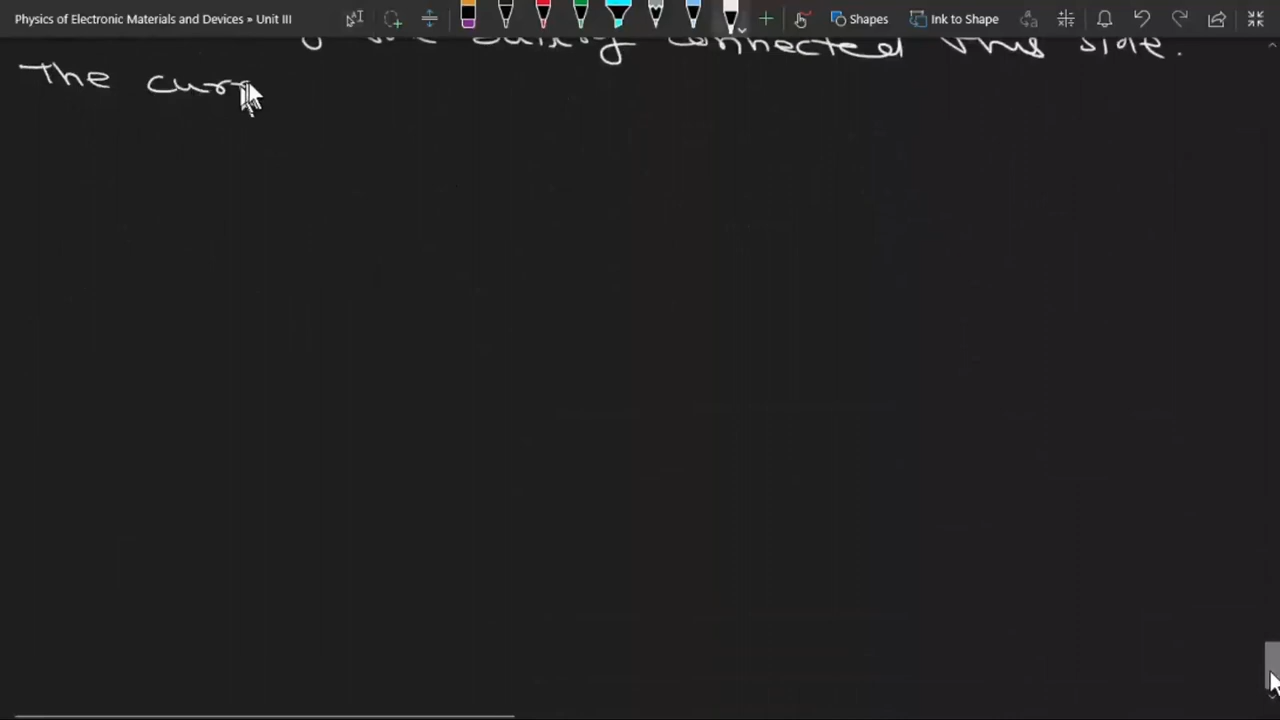 Physics of Electronic Materials and Devices » Unit III
Shapes
Ink to Shape
connected this side.
The curr